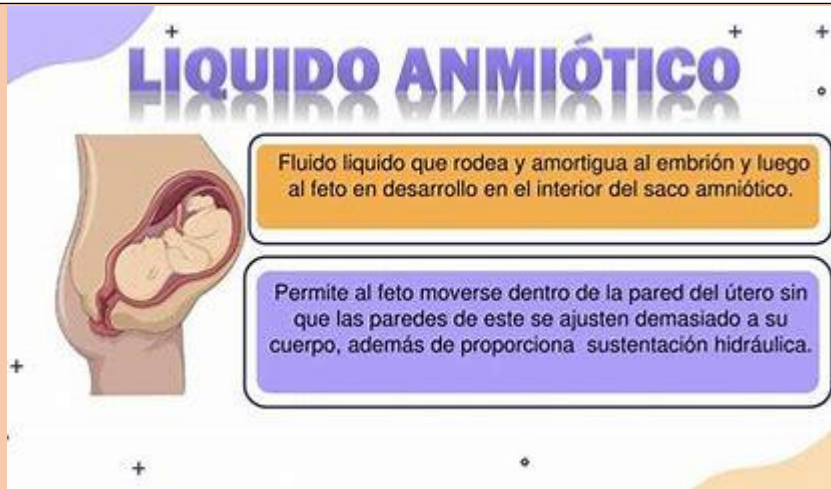 LIQUIDO ANMIÓTICO
Fluido liquido que rodea y amortigua al embrión y luego
al feto en desarrollo en el interior del saco amniótico.
Permite al feto moverse dentro de la pared del útero sin
que las paredes de este se ajusten demasiado a su
cuerpo, además de proporciona sustentación hidráulica.